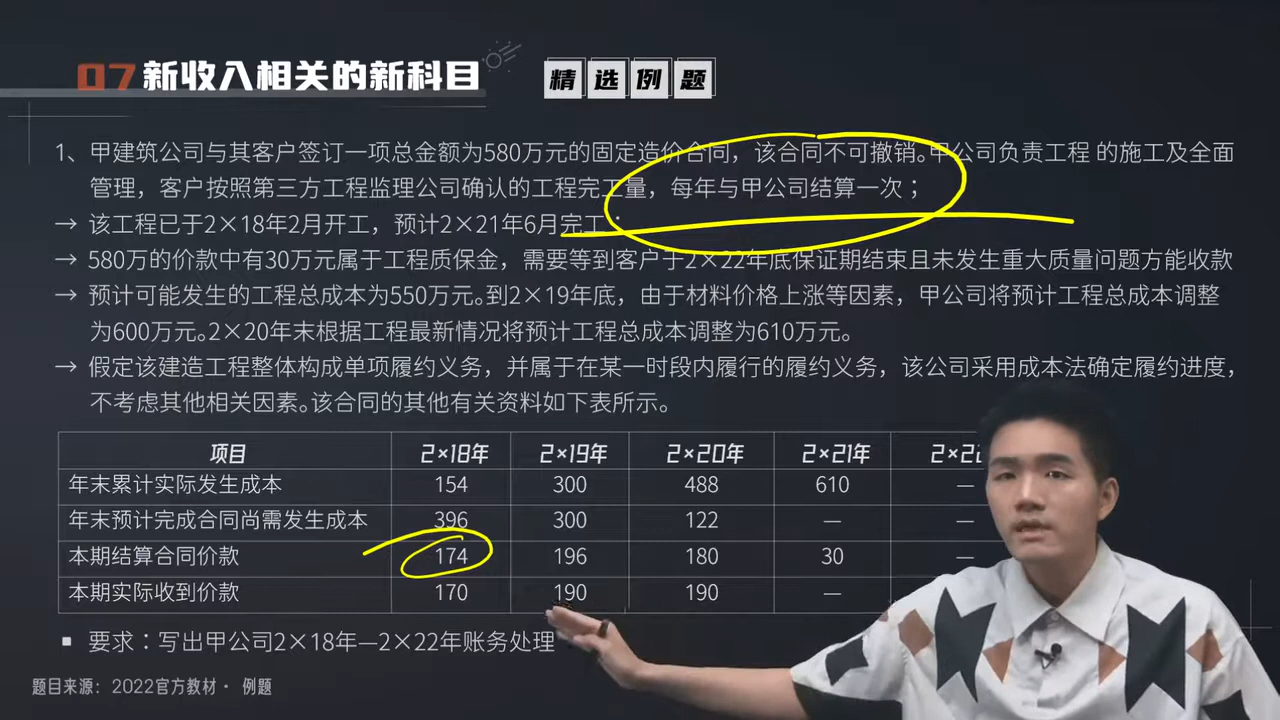 07 新收入相关的新科目
精选例题
1、甲建筑公司与其客户签订一项总金额为580万元的固定造价合同，该合同不可撤销。甲公司负责工程 的施工及全面
管理，客户按照第三方工程监理公司确认的工程完工量，每年与甲公司结算一次；
→ 该工程已于2×18年2月开工，预计2×21年6月完工；
→ 580万的价款中有30万元属于工程质保金，需要等到客户于2×22年底保证期结束且未发生重大质量问题方能收款
→ 预计可能发生的工程总成本为550万元。到2×19年底，由于材料价格上涨等因素，甲公司将预计工程总成本调整
为600万元。2×20年末根据工程最新情况将预计工程总成本调整为610万元。
→ 假定该建造工程整体构成单项履约义务，并属于在某一时段内履行的履约义务，该公司采用成本法确定履约进度，
不考虑其他相关因素。该合同的其他有关资料如下表所示。
项目 2×18年 2×19年 2×20年 2×21年 2×22
年末累计实际发生成本 154 300 488 610 —
年末预计完成合同尚需发生成本 396 300 122 — —
本期结算合同价款 174 196 180 30 —
本期实际收到价款 170 190 190 —
▪ 要求：写出甲公司2×18年—2×22年账务处理
题目来源：2022官方教材· 例题